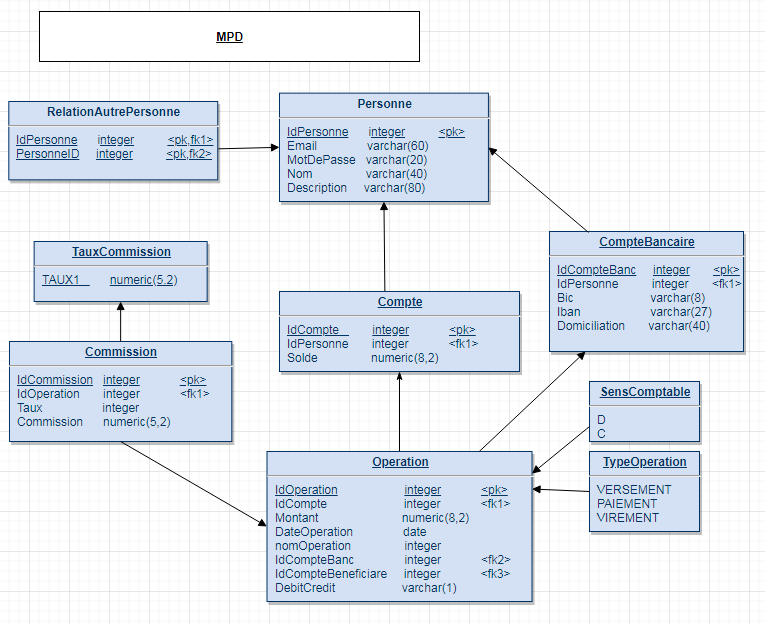 MPD
RelationAutrePersonne
IdPersonne integer <pk,fk1>
PersonneID integer <pk,fk2>
Personne
IdPersonne integer <pk>
Email varchar(60)
MotDePasse varchar(20)
Nom varchar(40)
Description varchar(80)
TauxCommission
TAUX1 numeric(5,2)
CompteBancaire
IdCompteBanc integer <pk>
IdPersonne integer <fk1>
Bic varchar(8)
Iban varchar(27)
Domiciliation varchar(40)
Compte
IdCompte integer <pk>
IdPersonne integer <fk1>
Solde numeric(8,2)
Commission
IdCommission integer <pk>
IdOperation integer <fk1>
Taux integer
Commission numeric(5,2)
SensComptable
D
C
Operation
IdOperation integer <pk>
IdCompte integer <fk1>
Montant numeric(8,2)
DateOperation date
nomOperation integer
IdCompteBanc integer <fk2>
IdCompteBeneficiare integer <fk3>
DebitCredit varchar(1)
TypeOperation
VERSEMENT
PAIEMENT
VIREMENT